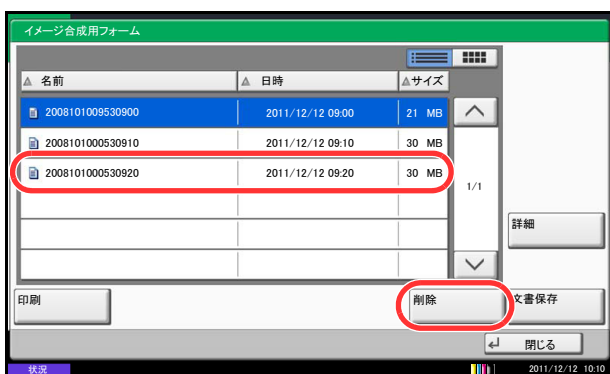 イメージ合成用フォーム
名前 日時 サイズ
2008101009530900 2011/12/12 09:00 21 MB
2008101000530910 2011/12/12 09:10 30 MB
2008101000530920 2011/12/12 09:20 30 MB
1/1
詳細
印刷 削除 文書保存
閉じる
状況 2011/12/12 10:10